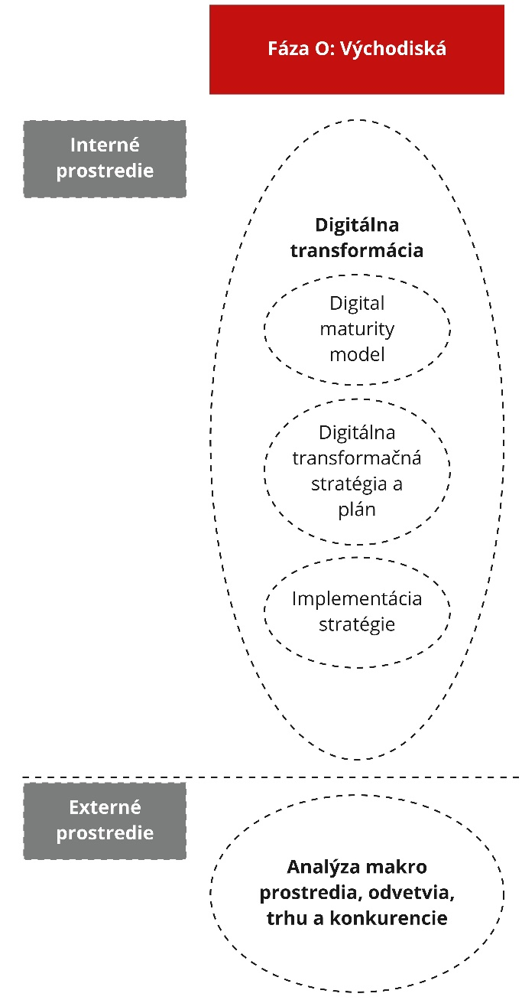 Fáza O: Východiská
Interné
prostredie
Digitálna
transformácia
Digital
maturity
model
Digitálna
transformačná
stratégia a
plán
Implementácia
stratégie
Externé
prostredie
Analýza makro
prostredia, odvetvia,
trhu a konkurencie